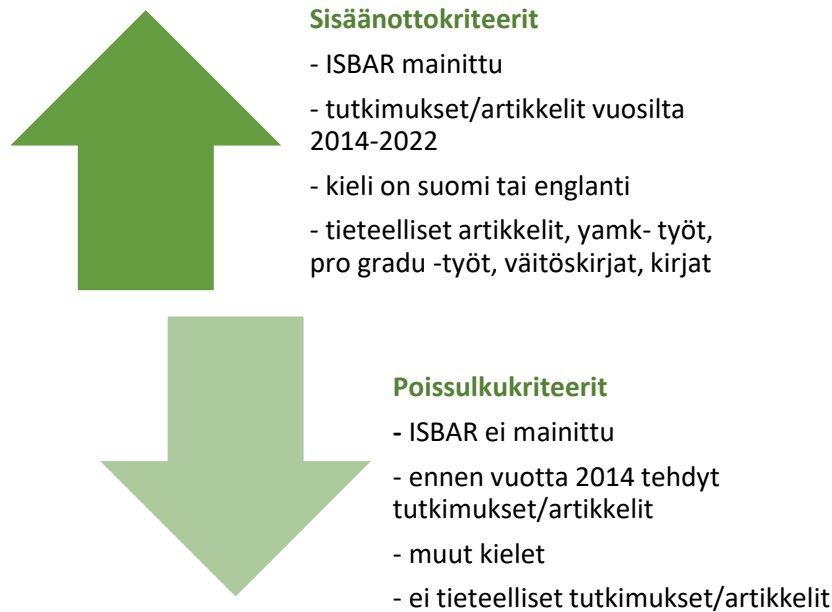 Sisäänottokriteerit
- ISBAR mainittu
- tutkimukset/artikkelit vuosilta
2014-2022
- kieli on suomi tai englanti
- tieteelliset artikkelit, yamk- työt,
pro gradu -työt, väitöskirjat, kirjat
Poissulkukriteerit
- ISBAR ei mainittu
- ennen vuotta 2014 tehdyt
tutkimukset/artikkelit
- muut kielet
- ei tieteelliset tutkimukset/artikkelit